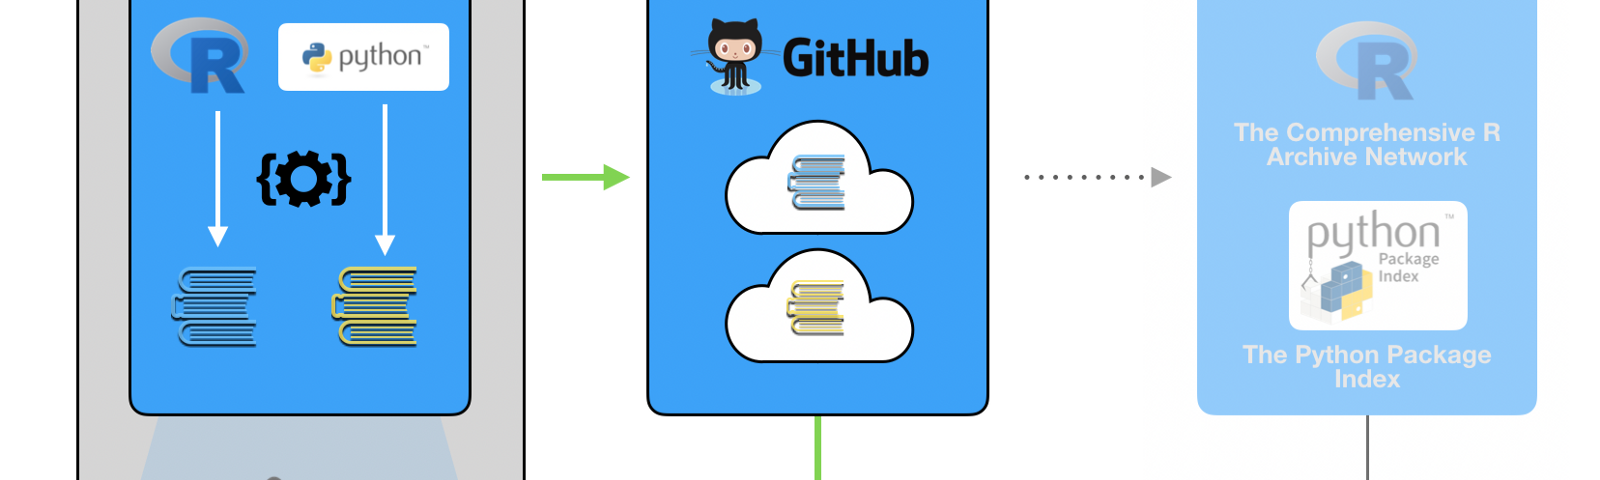 R
python™
{ }
GitHub
R
The Comprehensive R
Archive Network
python™
Package
Index
The Python Package
Index